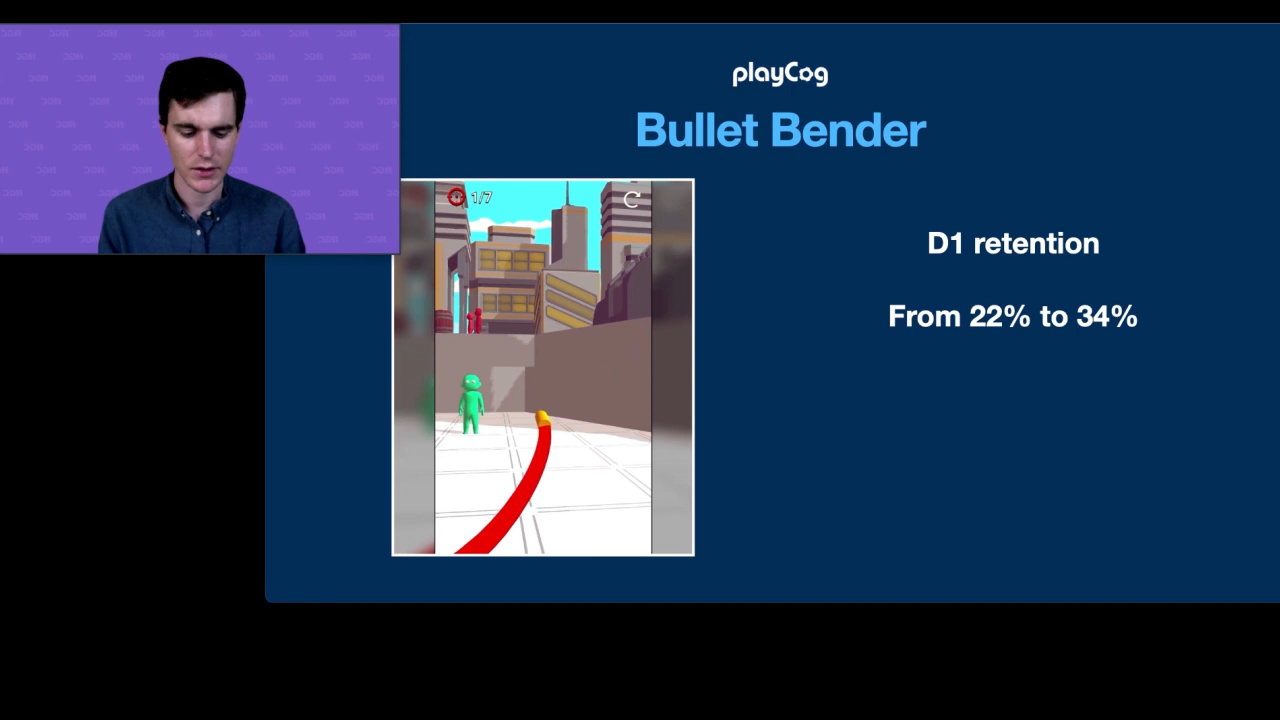 playCog
Bullet Bender
1/7
D1 retention
From 22% to 34%